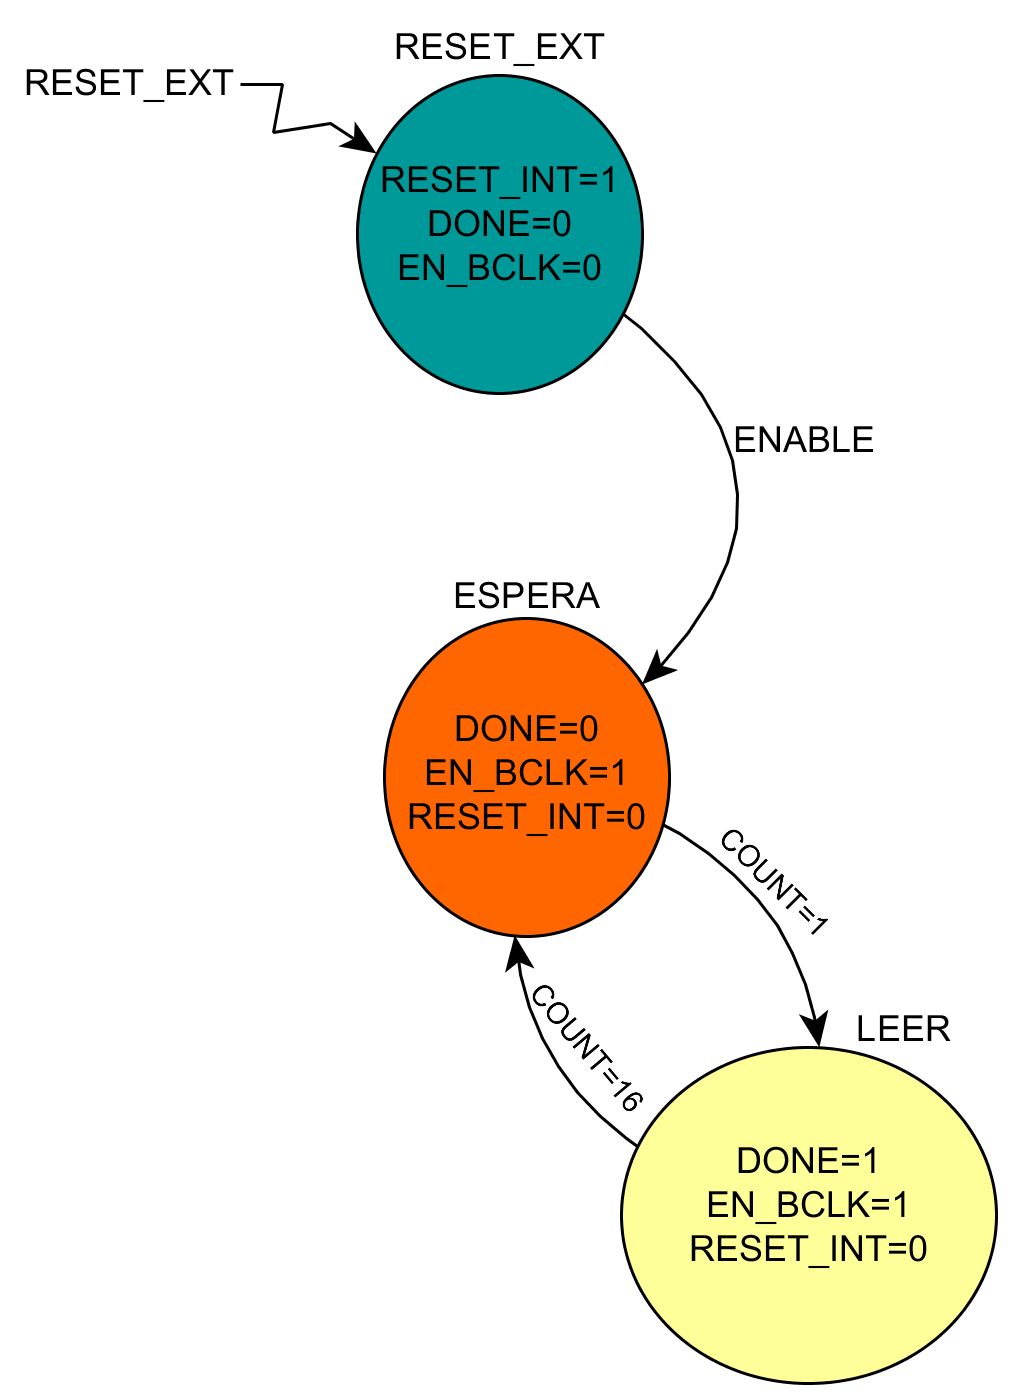 RESET_EXT
RESET_EXT
RESET_INT=1
DONE=0
EN_BCLK=0
ENABLE
ESPERA
DONE=0
EN_BCLK=1
RESET_INT=0
COUNT=1
COUNT=16
LEER
DONE=1
EN_BCLK=1
RESET_INT=0